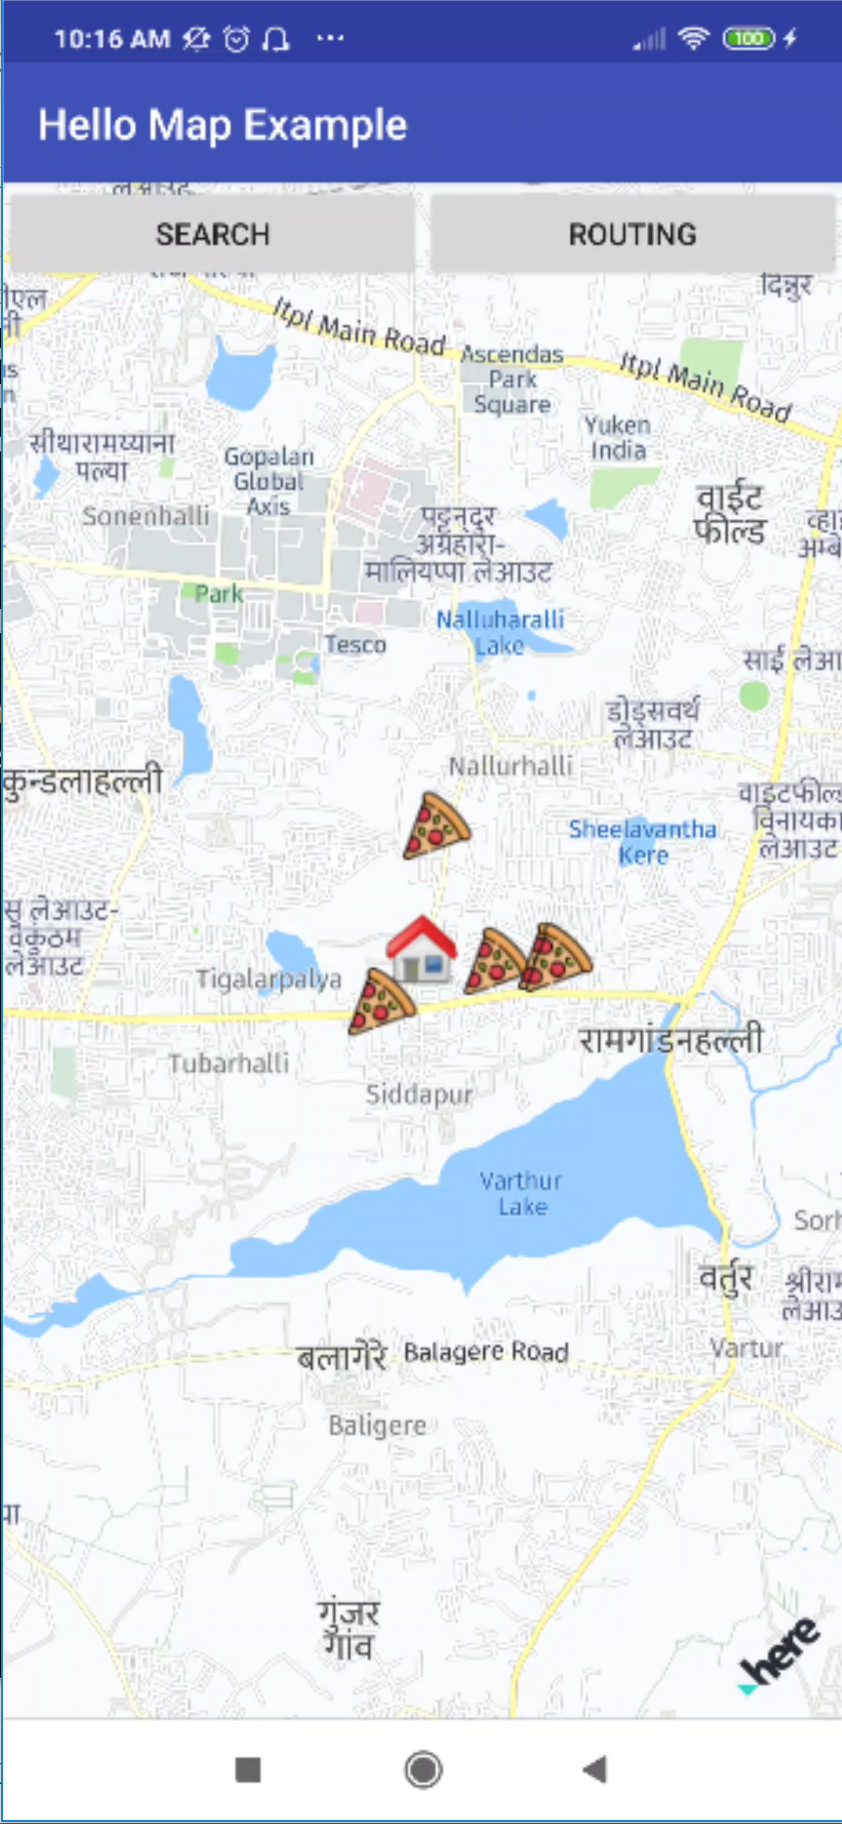 10:16 AM
100
Hello Map Example
SEARCH
ROUTING
दिन्नुर
Itpl Main Road
Ascendas
Park
Square
Itpl Main Road
Yuken
India
सीथारामय्याना
पल्या
Gopalan
Global
Axis
वाईट
फील्ड
Sonenhalli
पट्टनदुर
अग्रहारा-
मालियप्पा लेआउट
Park
Nalluharalli
Lake
Tesco
साई लेआ
डोड्सवर्थ
लेआउट
Nallurhalli
कुन्डलाहल्ली
वाइटफील्ड
विनायका
लेआउट
Sheelavantha
Kere
लेआउट-
वैकुंठम
लेआउट
Tigalarpalya
रामगोंडनहल्ली
Tubarhalli
Siddapur
Varthur
Lake
Sorh
वर्तुर
श्रीराम
लेआउ
बलागेरे
Balagere Road
Vartur
Baligere
गुंजर
गांव
here